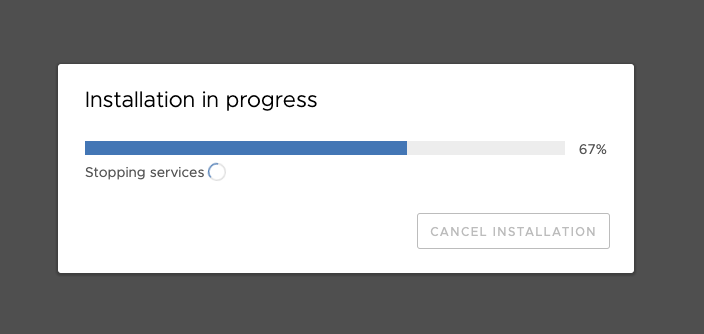 Installation in progress
67%
Stopping services
CANCEL INSTALLATION